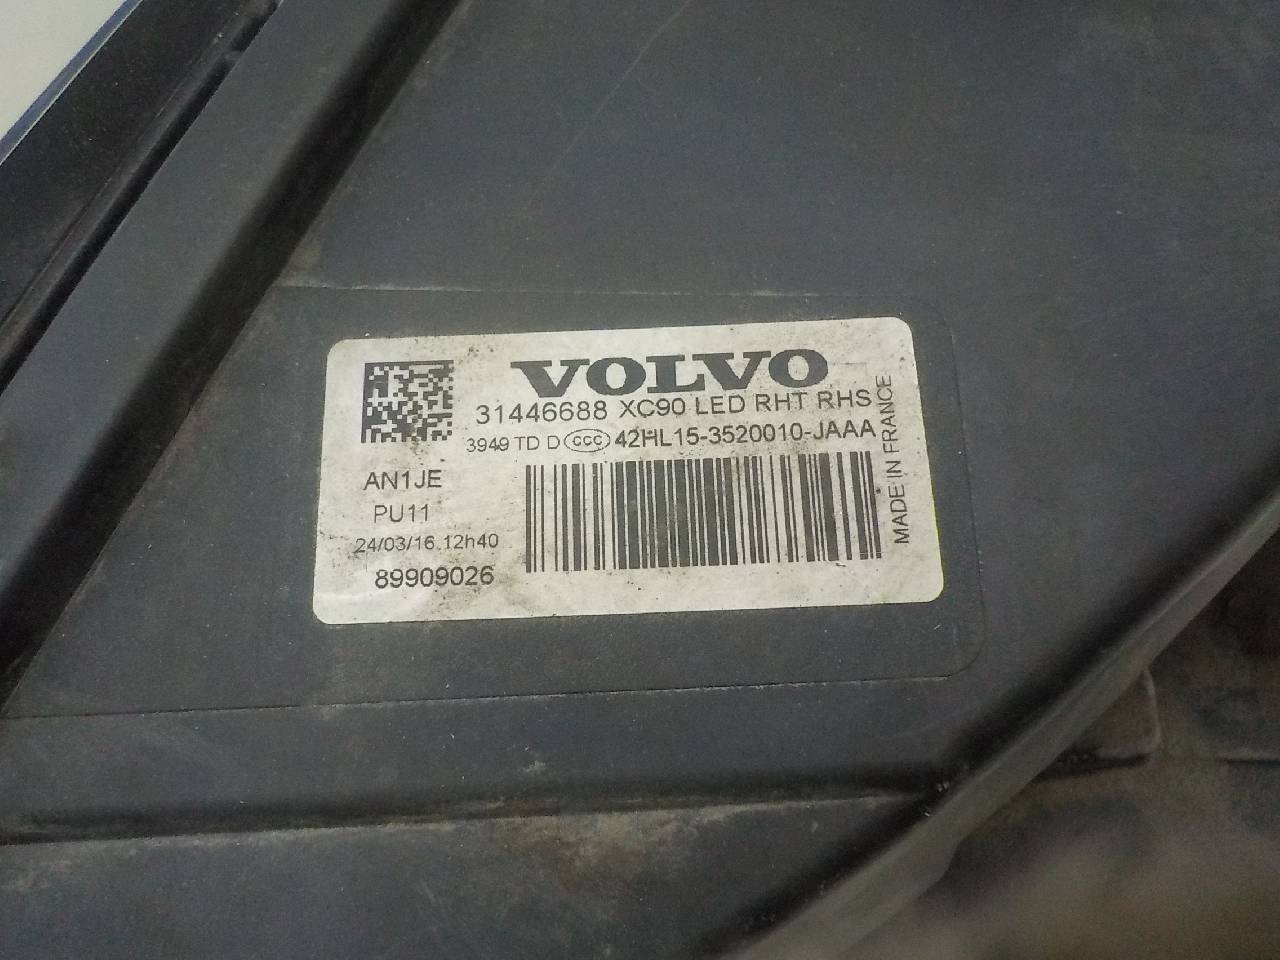 VOLVO
31446688 XC90 LED RHT RHS
3949 TD D CCC 42HL15-3520010-JAAA
AN1JE
PU11
24/03/16 12h40
89909026
MADE IN FRANCE